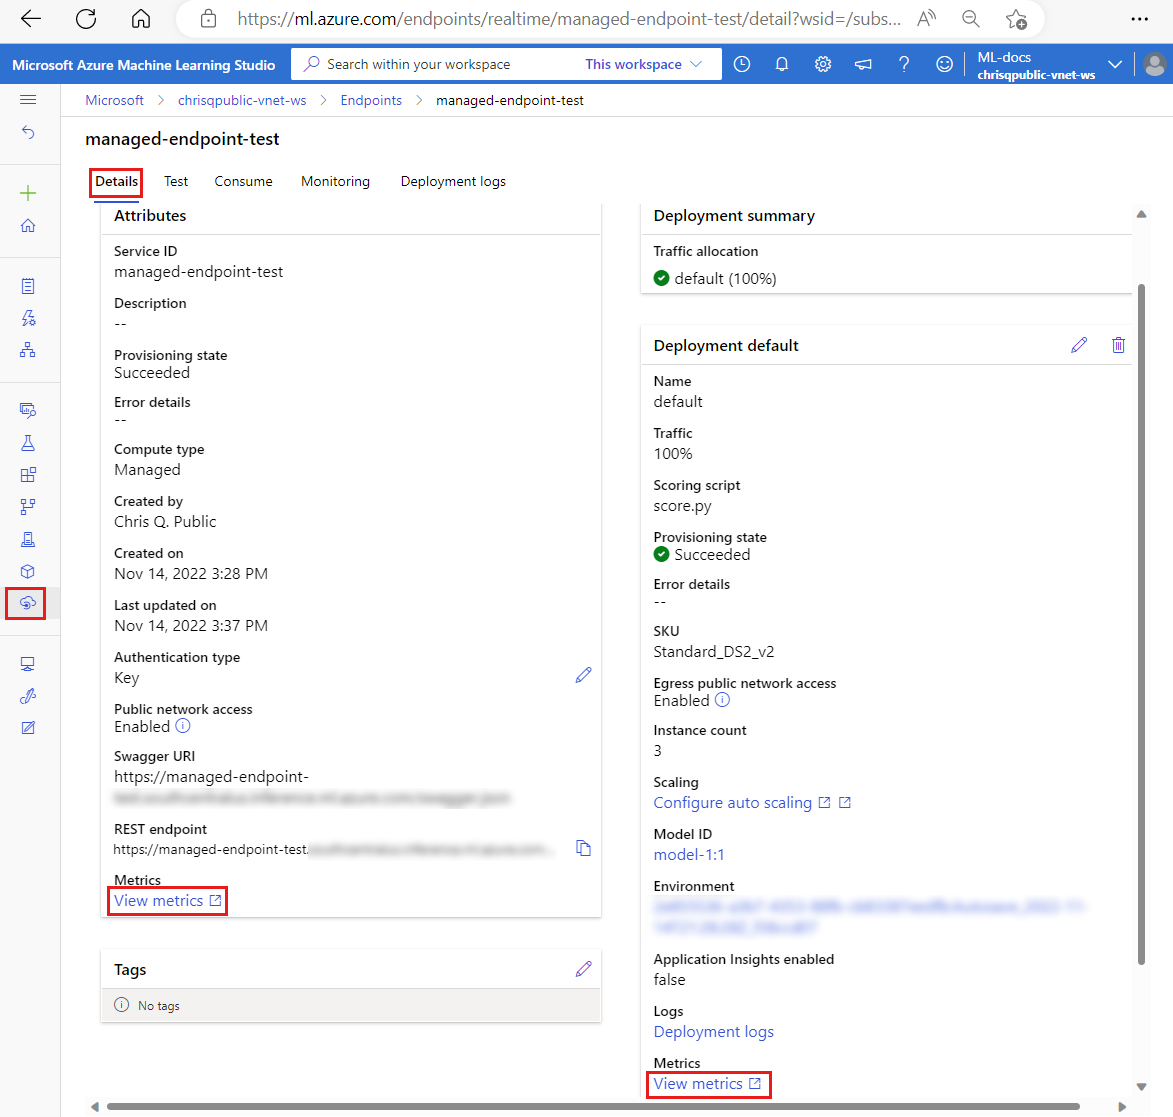 https://ml.azure.com/endpoints/realtime/managed-endpoint-test/detail?wsid=/subs...
Microsoft Azure Machine Learning Studio
Search within your workspace
This workspace
ML-docs
chrisqpublic-vnet-ws
Microsoft > chrisqpublic-vnet-ws > Endpoints > managed-endpoint-test
managed-endpoint-test
Details Test Consume Monitoring Deployment logs
Attributes
Service ID
managed-endpoint-test
Description
--
Provisioning state
Succeeded
Error details
--
Compute type
Managed
Created by
Chris Q. Public
Created on
Nov 14, 2022 3:28 PM
Last updated on
Nov 14, 2022 3:37 PM
Authentication type
Key
Public network access
Enabled
Swagger URI
https://managed-endpoint-
REST endpoint
https://managed-endpoint-test.
Metrics
View metrics
Tags
No tags
Deployment summary
Traffic allocation
default (100%)
Deployment default
Name
default
Traffic
100%
Scoring script
score.py
Provisioning state
Succeeded
Error details
--
SKU
Standard_DS2_v2
Egress public network access
Enabled
Instance count
3
Scaling
Configure auto scaling
Model ID
model-1:1
Environment
Application Insights enabled
false
Logs
Deployment logs
Metrics
View metrics